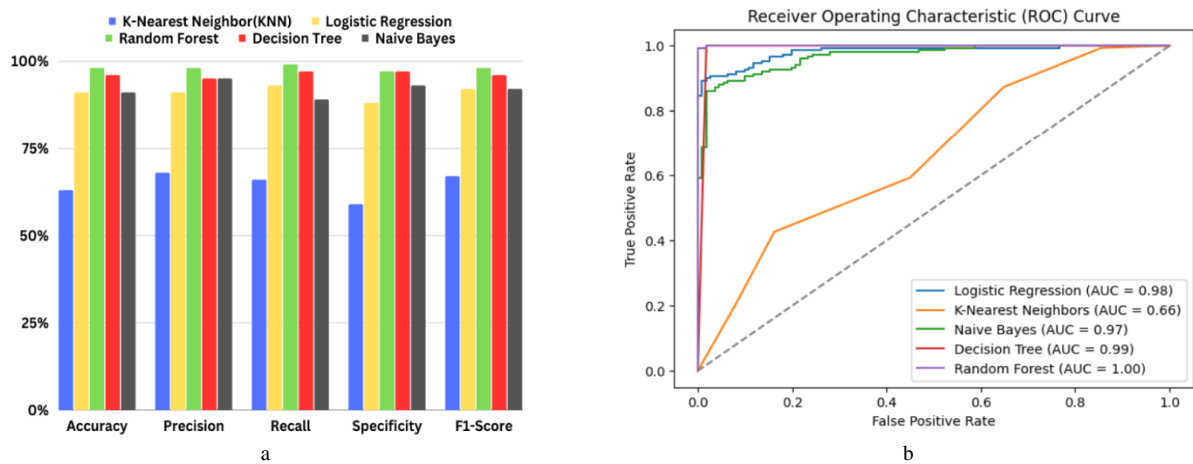 K-Nearest Neighbor(KNN) Logistic Regression
Random Forest Decision Tree Naive Bayes
100%
75%
50%
25%
0%
Accuracy Precision Recall Specificity F1-Score
a
Receiver Operating Characteristic (ROC) Curve
True Positive Rate
1.0
0.8
0.6
0.4
0.2
0.0
Logistic Regression (AUC = 0.98)
K-Nearest Neighbors (AUC = 0.66)
Naive Bayes (AUC = 0.97)
Decision Tree (AUC = 0.99)
Random Forest (AUC = 1.00)
0.0 0.2 0.4 0.6 0.8 1.0
False Positive Rate
b